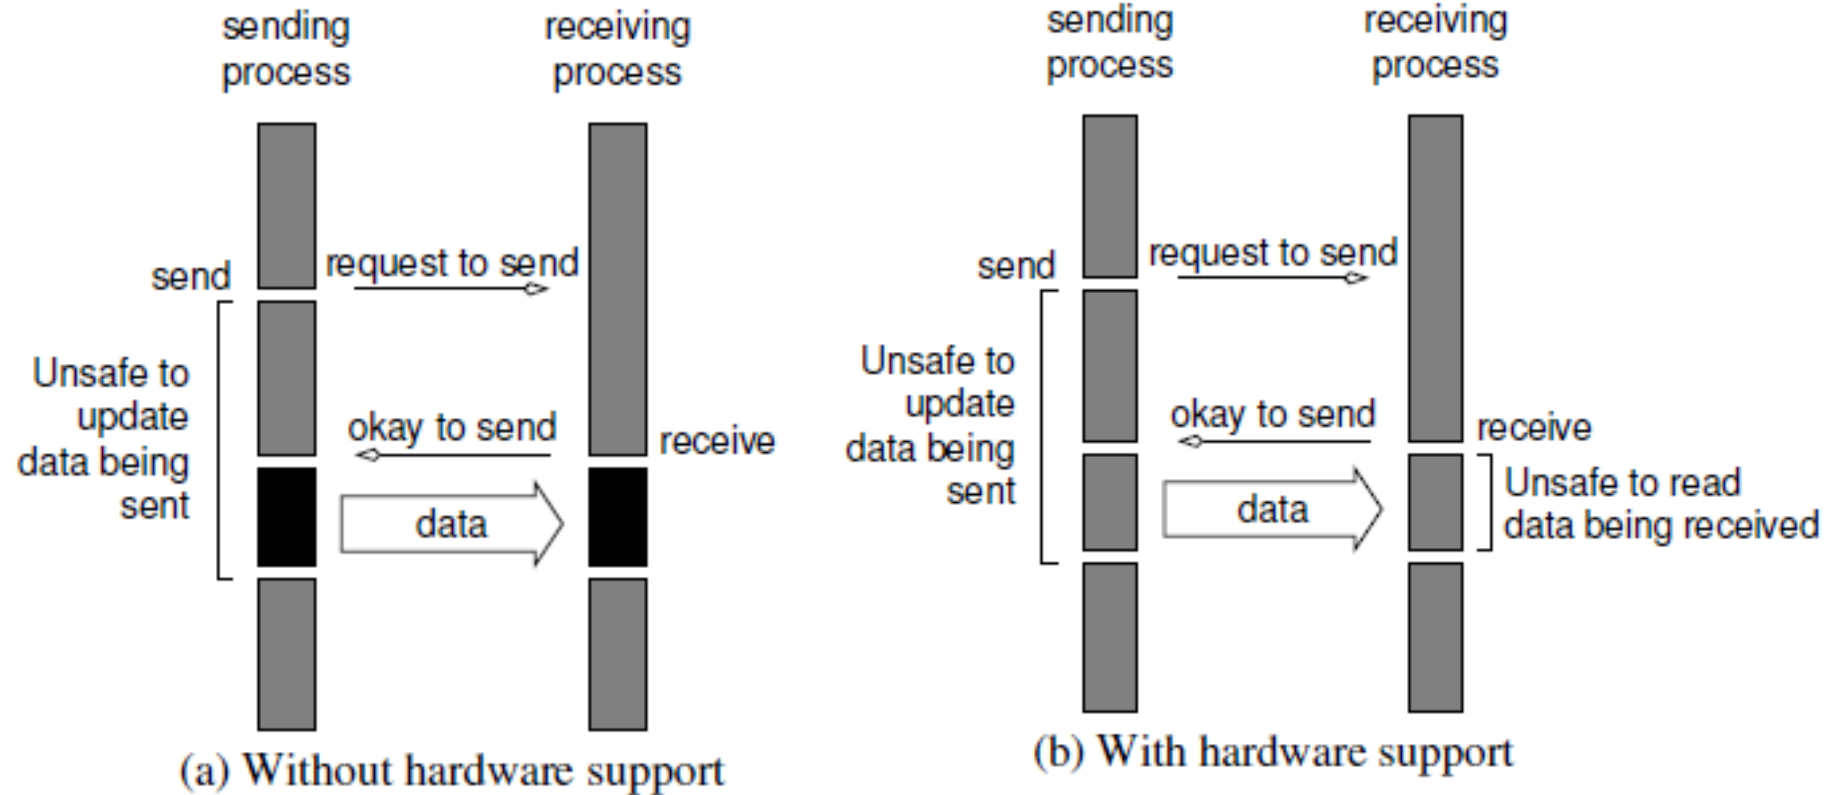 sending
process
receiving
process
send
request to send
Unsafe to
update
data being
sent
okay to send
receive
data
(a) Without hardware support
sending
process
receiving
process
send
request to send
Unsafe to
update
data being
sent
okay to send
receive
data
Unsafe to read
data being received
(b) With hardware support